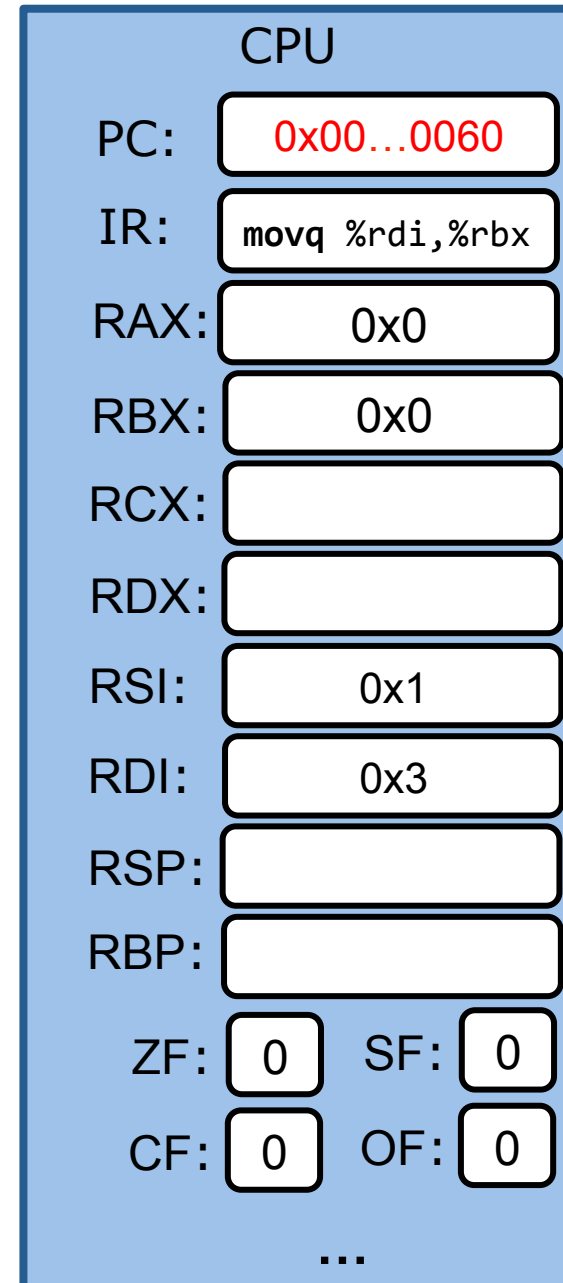 CPU
PC: 0x00…0060
IR: movq %rdi,%rbx
RAX: 0x0
RBX: 0x0
RCX:
RDX:
RSI: 0x1
RDI: 0x3
RSP:
RBP:
ZF: 0 SF: 0
CF: 0 OF: 0
…